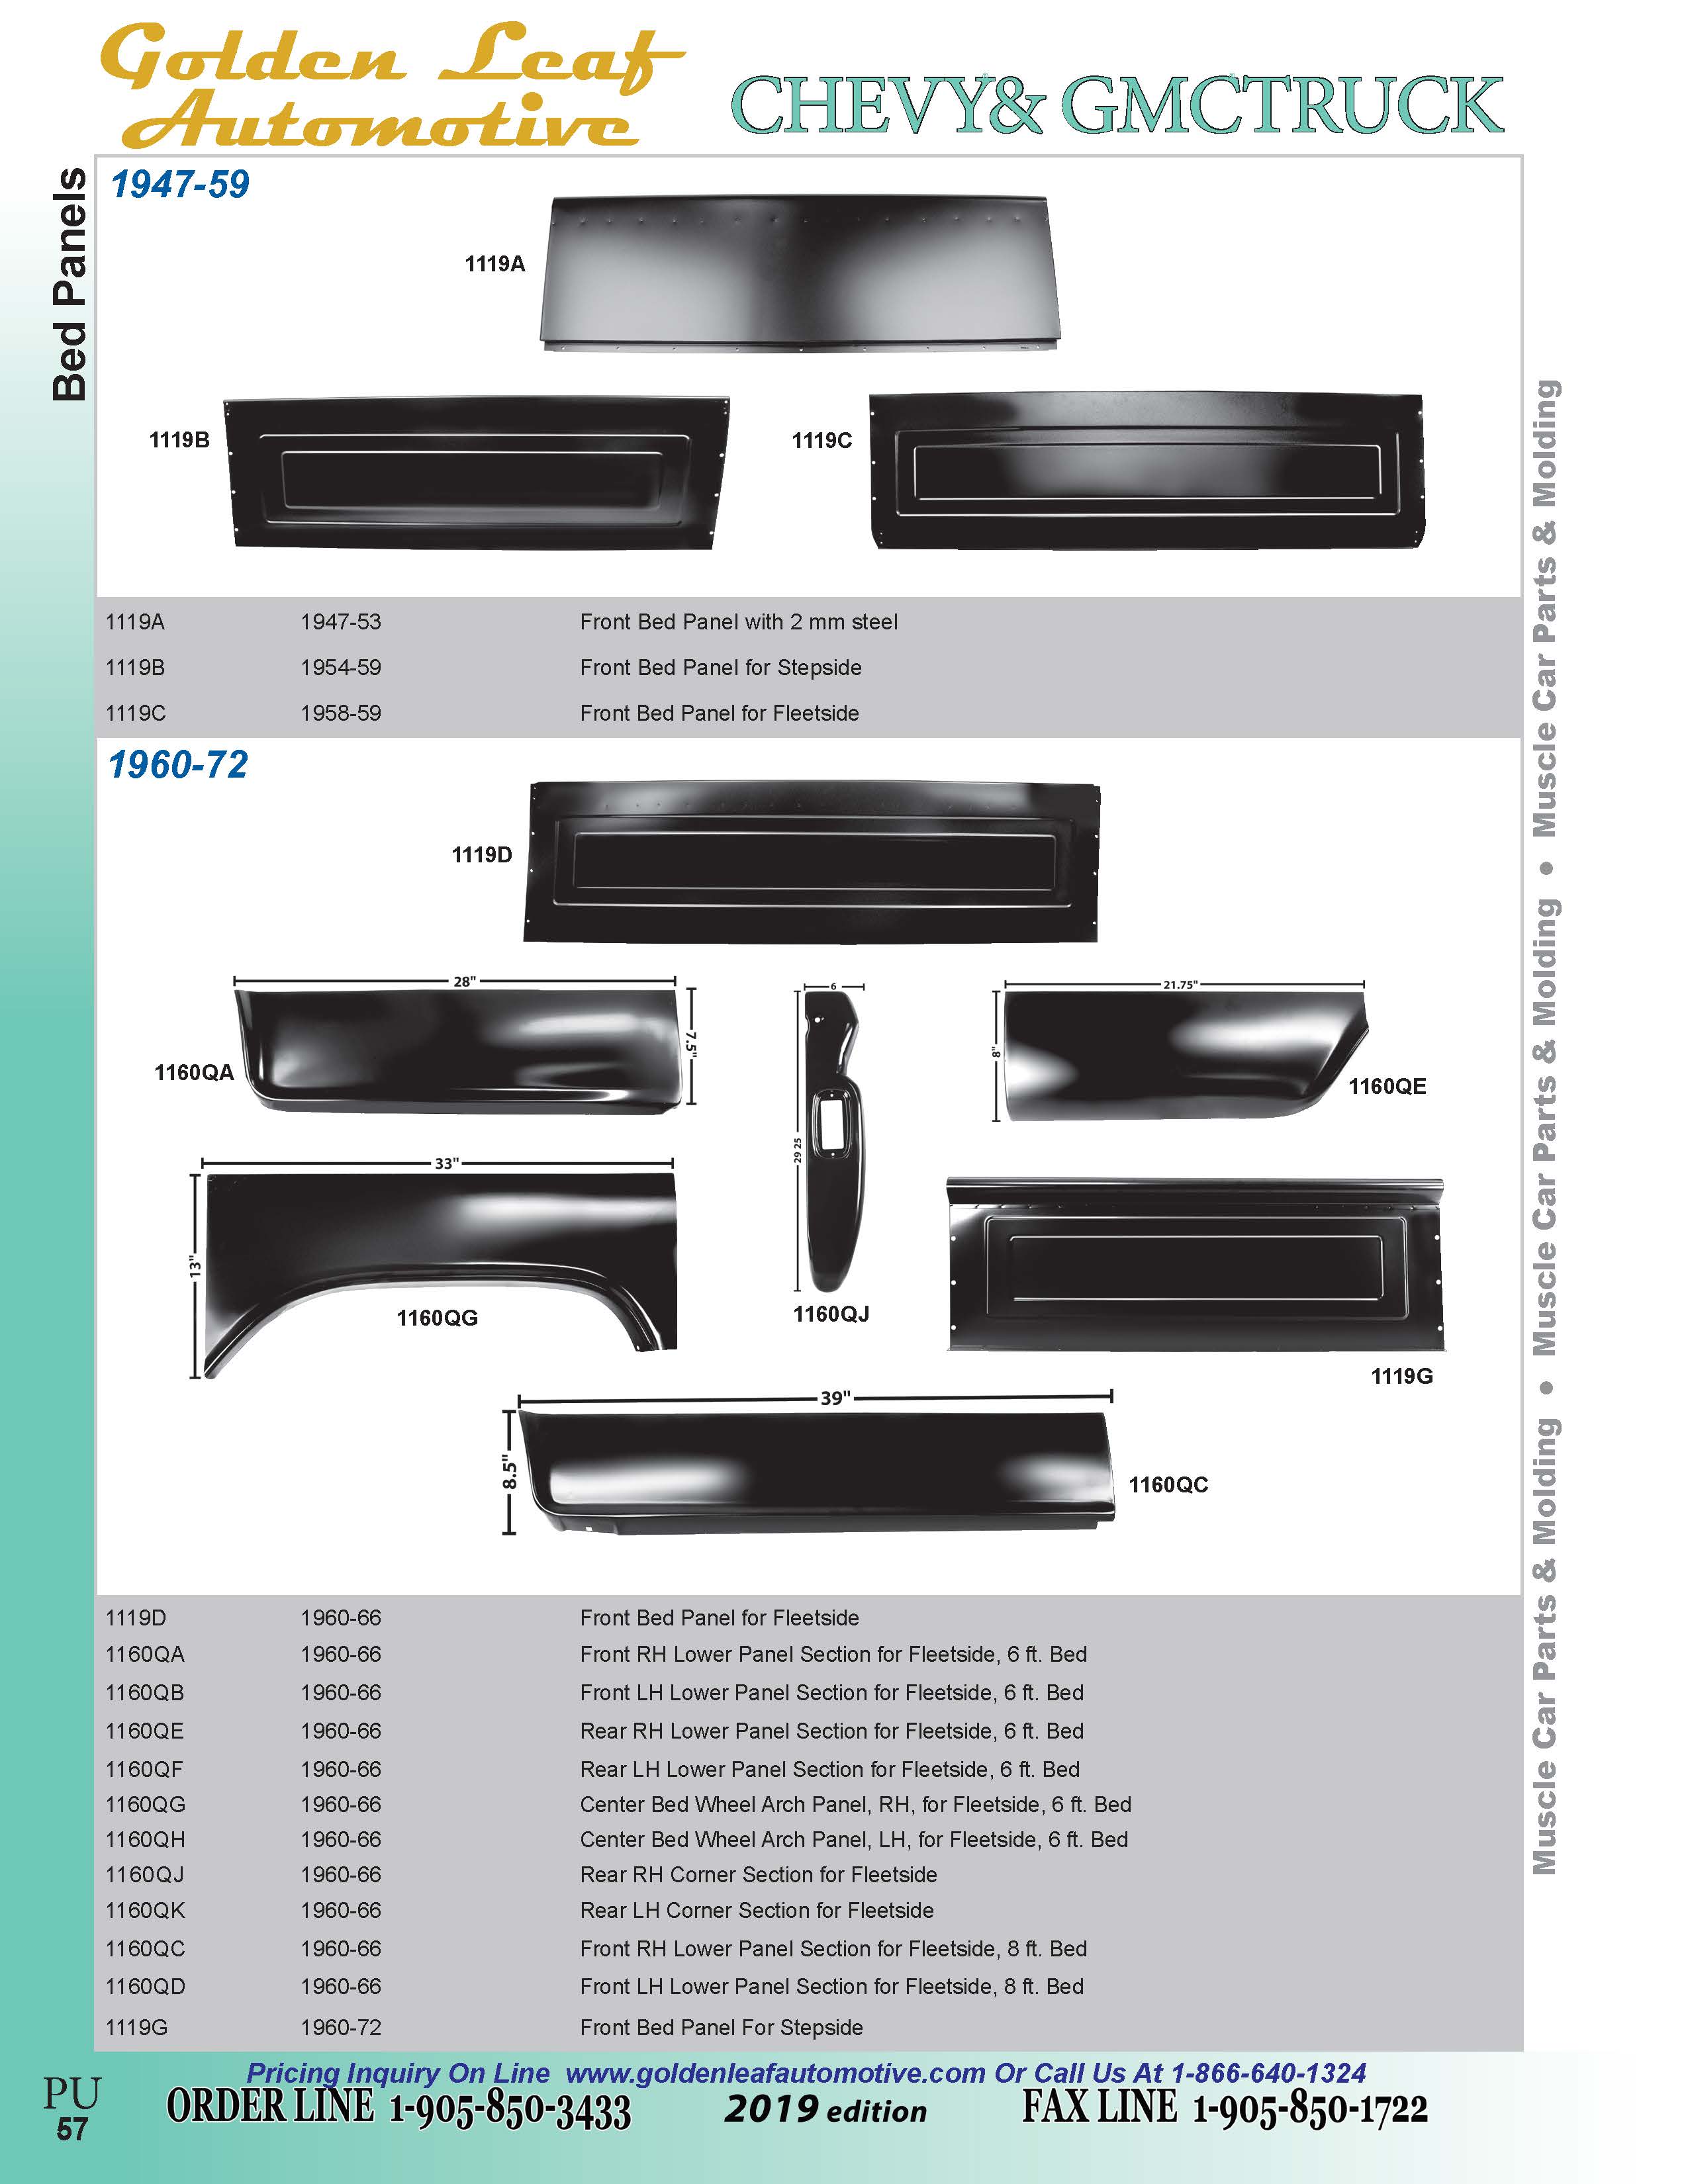 Golden Leaf
Automotive
CHEVY& GMCTRUCK
Bed Panels
1947-59
1119A
1119B
1119C
1119A 1947-53 Front Bed Panel with 2 mm steel
1119B 1954-59 Front Bed Panel for Stepside
1119C 1958-59 Front Bed Panel for Fleetside
1960-72
1119D
28"
7.5"
1160QA
6
29 25
1160QJ
21.75"
8"
1160QE
33"
13"
1160QG
1119G
39"
8.5"
1160QC
1119D 1960-66 Front Bed Panel for Fleetside
1160QA 1960-66 Front RH Lower Panel Section for Fleetside, 6 ft. Bed
1160QB 1960-66 Front LH Lower Panel Section for Fleetside, 6 ft. Bed
1160QE 1960-66 Rear RH Lower Panel Section for Fleetside, 6 ft. Bed
1160QF 1960-66 Rear LH Lower Panel Section for Fleetside, 6 ft. Bed
1160QG 1960-66 Center Bed Wheel Arch Panel, RH, for Fleetside, 6 ft. Bed
1160QH 1960-66 Center Bed Wheel Arch Panel, LH, for Fleetside, 6 ft. Bed
1160QJ 1960-66 Rear RH Corner Section for Fleetside
1160QK 1960-66 Rear LH Corner Section for Fleetside
1160QC 1960-66 Front RH Lower Panel Section for Fleetside, 8 ft. Bed
1160QD 1960-66 Front LH Lower Panel Section for Fleetside, 8 ft. Bed
1119G 1960-72 Front Bed Panel For Stepside
Muscle Car Parts & Molding • Muscle Car Parts & Molding • Muscle Car Parts & Molding
Pricing Inquiry On Line www.goldenleafautomotive.com Or Call Us At 1-866-640-1324
PU
57
ORDER LINE 1-905-850-3433 2019 edition FAX LINE 1-905-850-1722